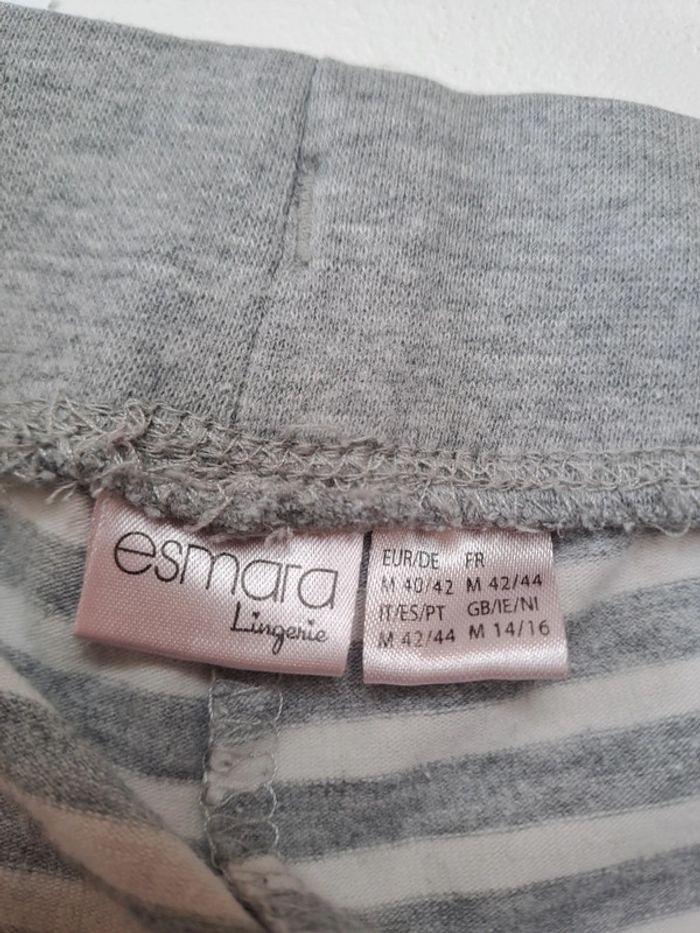 esmara
Lingerie
EUR/DE FR
M 40/42 M 42/44
IT/ES/PT GB/IE/NI
M 42/44 M 14/16